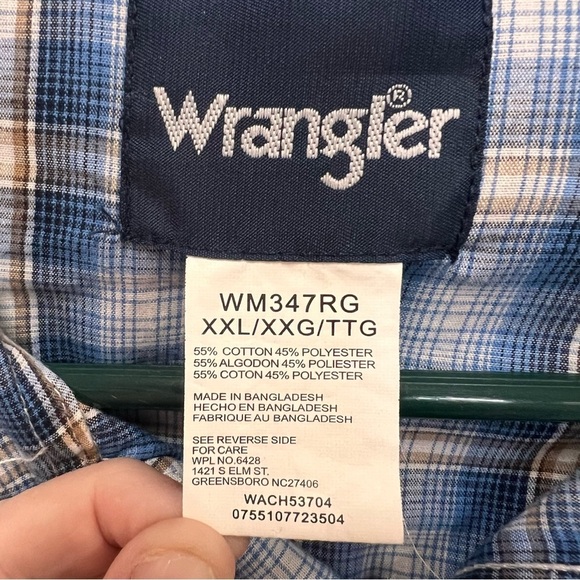 Wrangler®
WM347RG
XXL/XXG/TTG
55% COTTON 45% POLYESTER
55% ALGODON 45% POLIESTER
55% COTON 45% POLIESTER
MADE IN BANGLADESH
HECHO EN BANGLADESH
FABRIQUE AU BANGLADESH
SEE REVERSE SIDE
FOR CARE
WPL NO.6428
1421 S ELM ST.
GREENSBORO NC27406
WACH53704
0755107723504